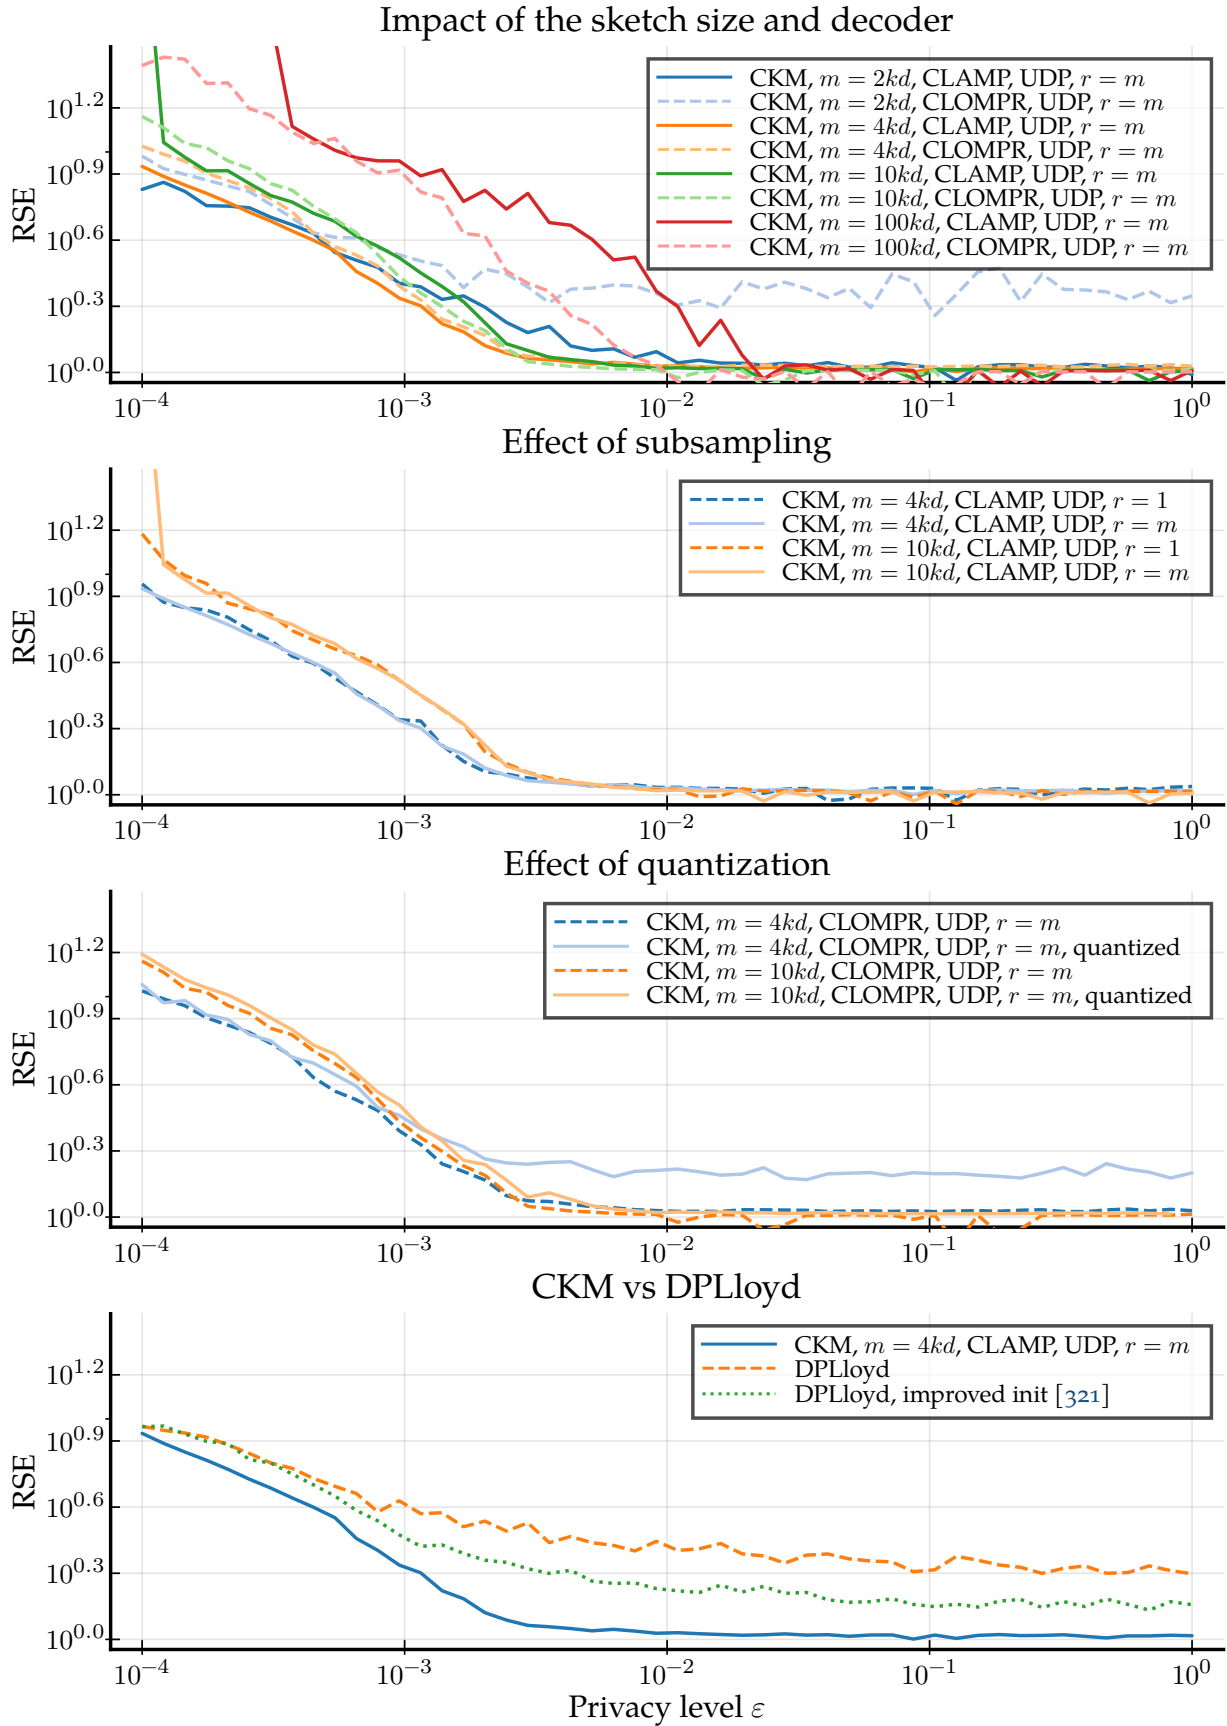 Impact of the sketch size and decoder
RSE
10^1.2
10^0.9
10^0.6
10^0.3
10^0.0
CKM, m = 2kd, CLAMP, UDP, r = m
CKM, m = 2kd, CLOMPR, UDP, r = m
CKM, m = 4kd, CLAMP, UDP, r = m
CKM, m = 4kd, CLOMPR, UDP, r = m
CKM, m = 10kd, CLAMP, UDP, r = m
CKM, m = 10kd, CLOMPR, UDP, r = m
CKM, m = 100kd, CLAMP, UDP, r = m
CKM, m = 100kd, CLOMPR, UDP, r = m
10^−4 10^−3 10^−2 10^−1 10^0
Effect of subsampling
RSE
10^1.2
10^0.9
10^0.6
10^0.3
10^0.0
CKM, m = 4kd, CLAMP, UDP, r = 1
CKM, m = 4kd, CLAMP, UDP, r = m
CKM, m = 10kd, CLAMP, UDP, r = 1
CKM, m = 10kd, CLAMP, UDP, r = m
10^−4 10^−3 10^−2 10^−1 10^0
Effect of quantization
RSE
10^1.2
10^0.9
10^0.6
10^0.3
10^0.0
CKM, m = 4kd, CLOMPR, UDP, r = m
CKM, m = 4kd, CLOMPR, UDP, r = m, quantized
CKM, m = 10kd, CLOMPR, UDP, r = m
CKM, m = 10kd, CLOMPR, UDP, r = m, quantized
10^−4 10^−3 10^−2 10^−1 10^0
CKM vs DPLloyd
RSE
10^1.2
10^0.9
10^0.6
10^0.3
10^0.0
CKM, m = 4kd, CLAMP, UDP, r = m
DPLloyd
DPLloyd, improved init [321]
10^−4 10^−3 10^−2 10^−1 10^0
Privacy level ε